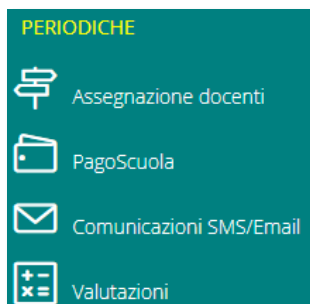 PERIODICHE
Assegnazione docenti
PagoScuola
Comunicazioni SMS/Email
Valutazioni